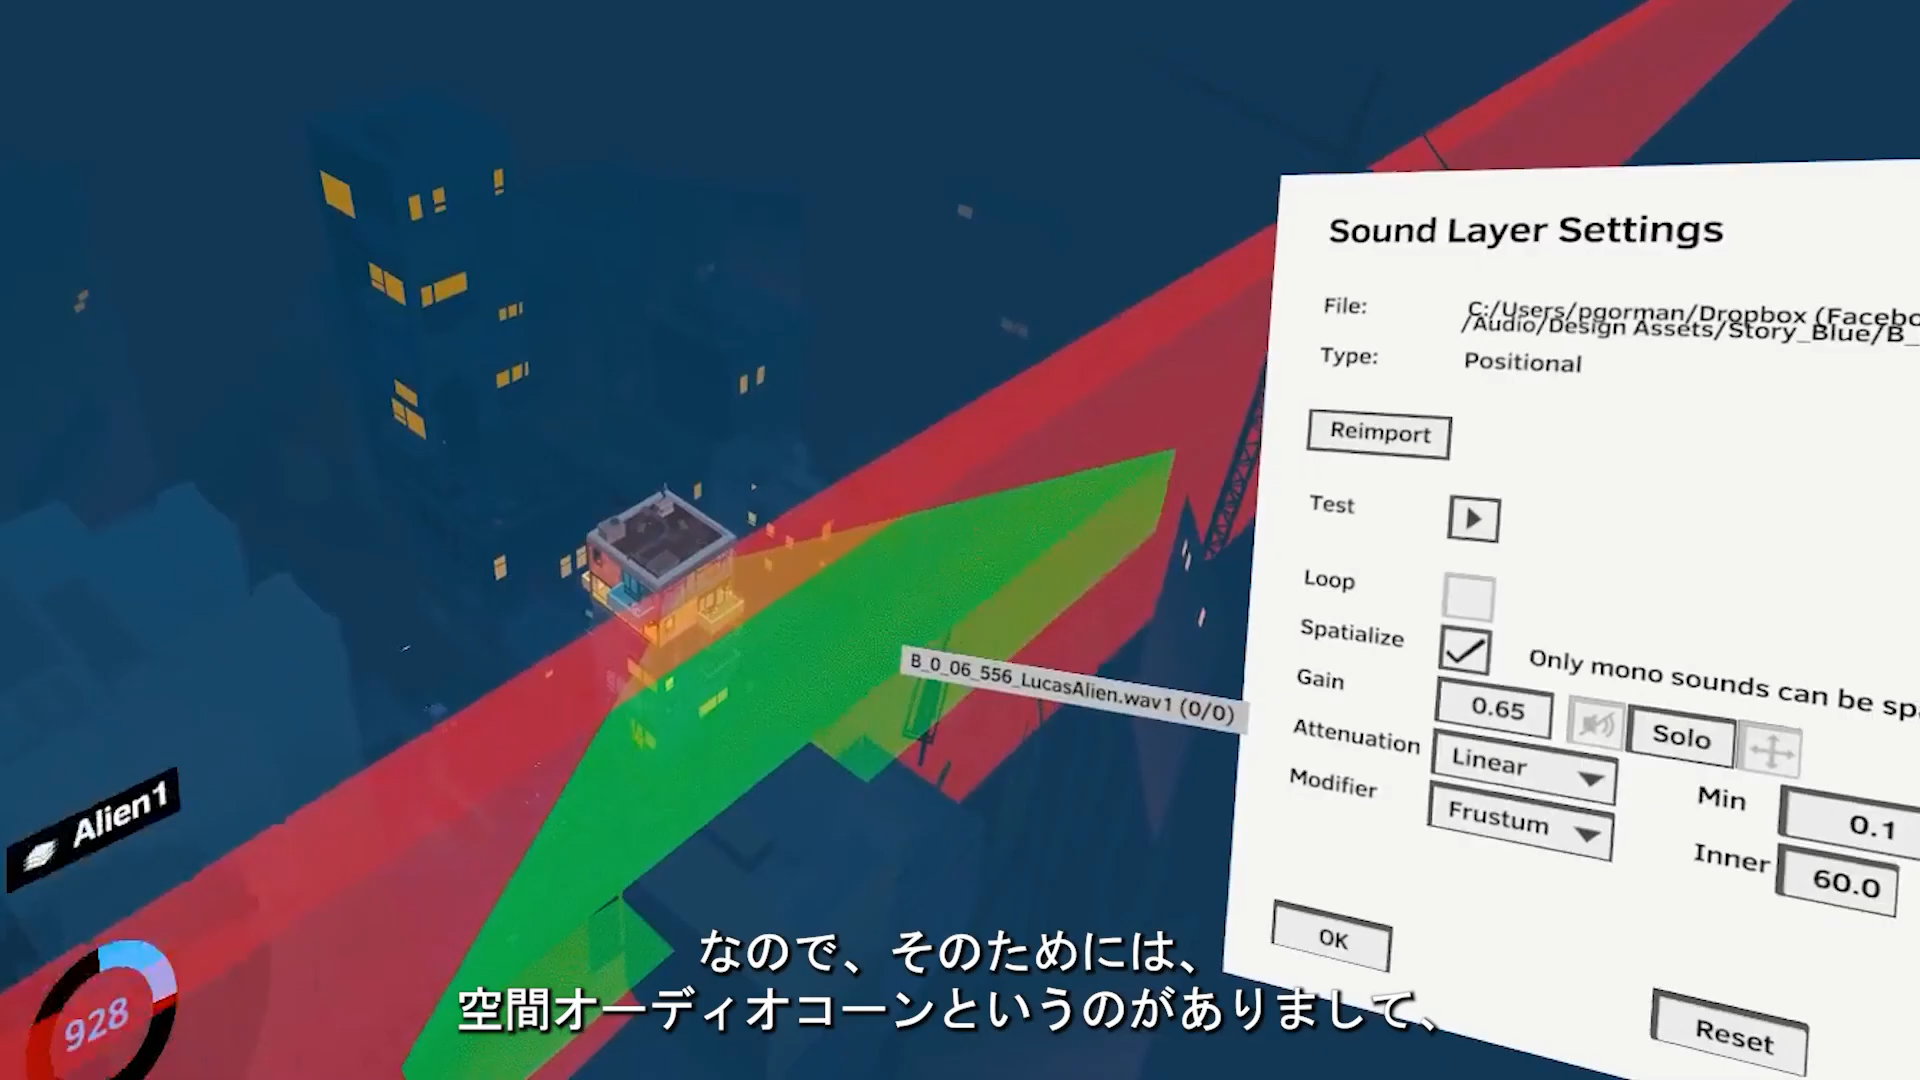 Sound Layer Settings
File:
C:/Users/pgorman/Dropbox (Facebo
/Audio/Design Assets/Story_Blue/B_
Type:
Positional
Reimport
Test
Loop
Spatialize
Only mono sounds can be spa
Gain
0.65
Solo
Attenuation
Linear
Min
0.1
Modifier
Frustum
Inner
60.0
OK
Reset
B_0_06_556_LucasAlien.wav1 (0/0)
Alien1
928
なので、そのためには、
空間オーディオコーンというのがありまして、